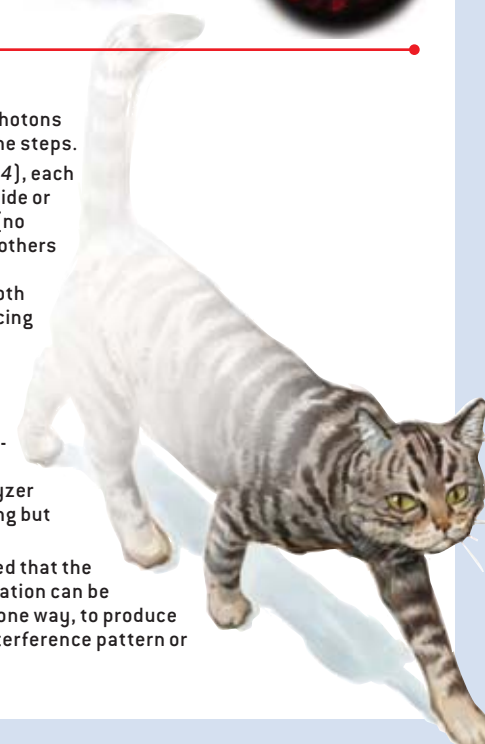 hotons
ne steps.
4), each
ide or
(no
others
oth
cing
-
yzer
ng but
ed that the
ation can be
one way, to produce
terference pattern or